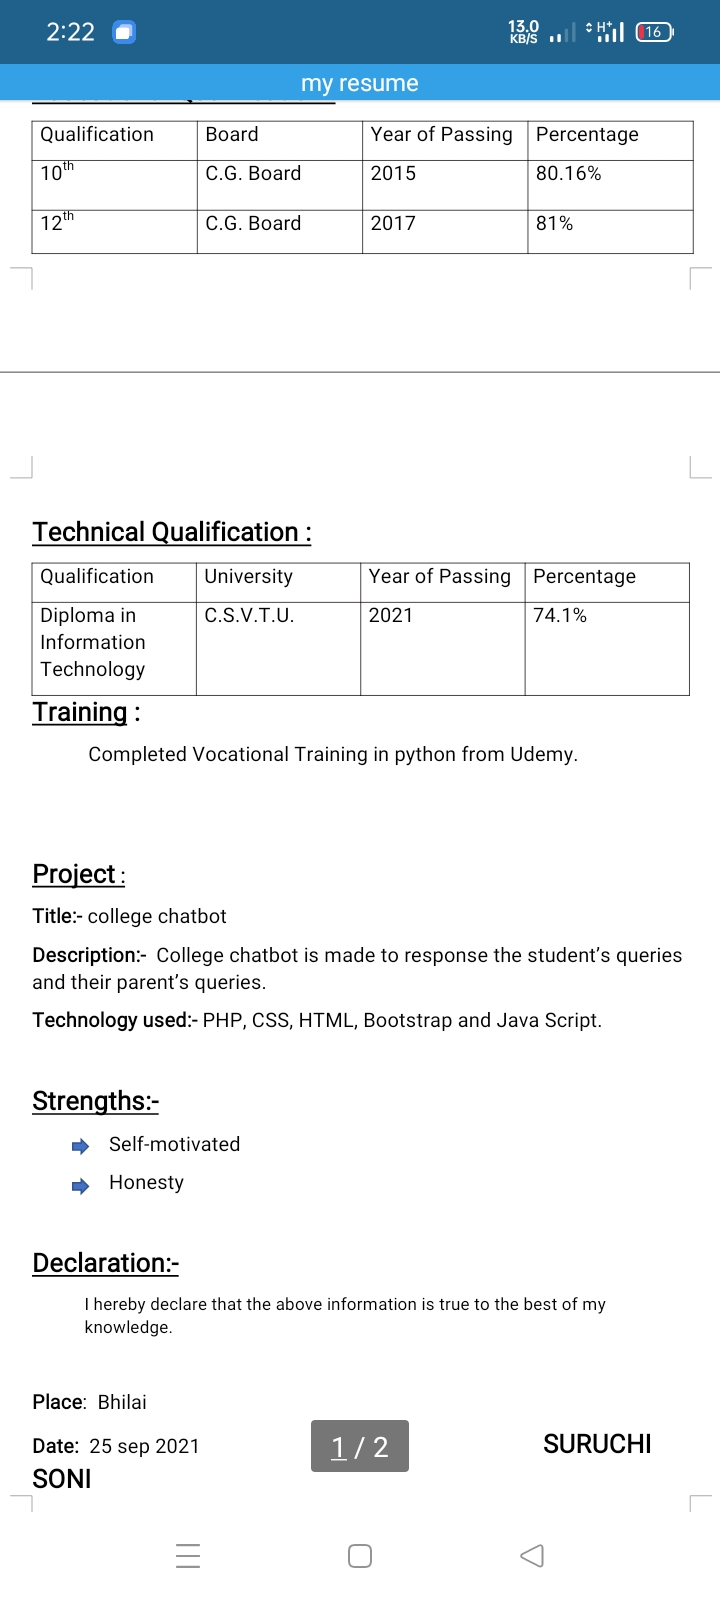 2:22
13.0
KB/S
H+
16
my resume
Qualification Board Year of Passing Percentage
10th C.G. Board 2015 80.16%
12th C.G. Board 2017 81%
Technical Qualification :
Qualification University Year of Passing Percentage
Diploma in C.S.V.T.U. 2021 74.1%
Information
Technology
Training :
Completed Vocational Training in python from Udemy.
Project :
Title:- college chatbot
Description:- College chatbot is made to response the student's queries
and their parent's queries.
Technology used:- PHP, CSS, HTML, Bootstrap and Java Script.
Strengths:-
Self-motivated
Honesty
Declaration:-
I hereby declare that the above information is true to the best of my
knowledge.
Place: Bhilai
Date: 25 sep 2021 1 / 2 SURUCHI
SONI